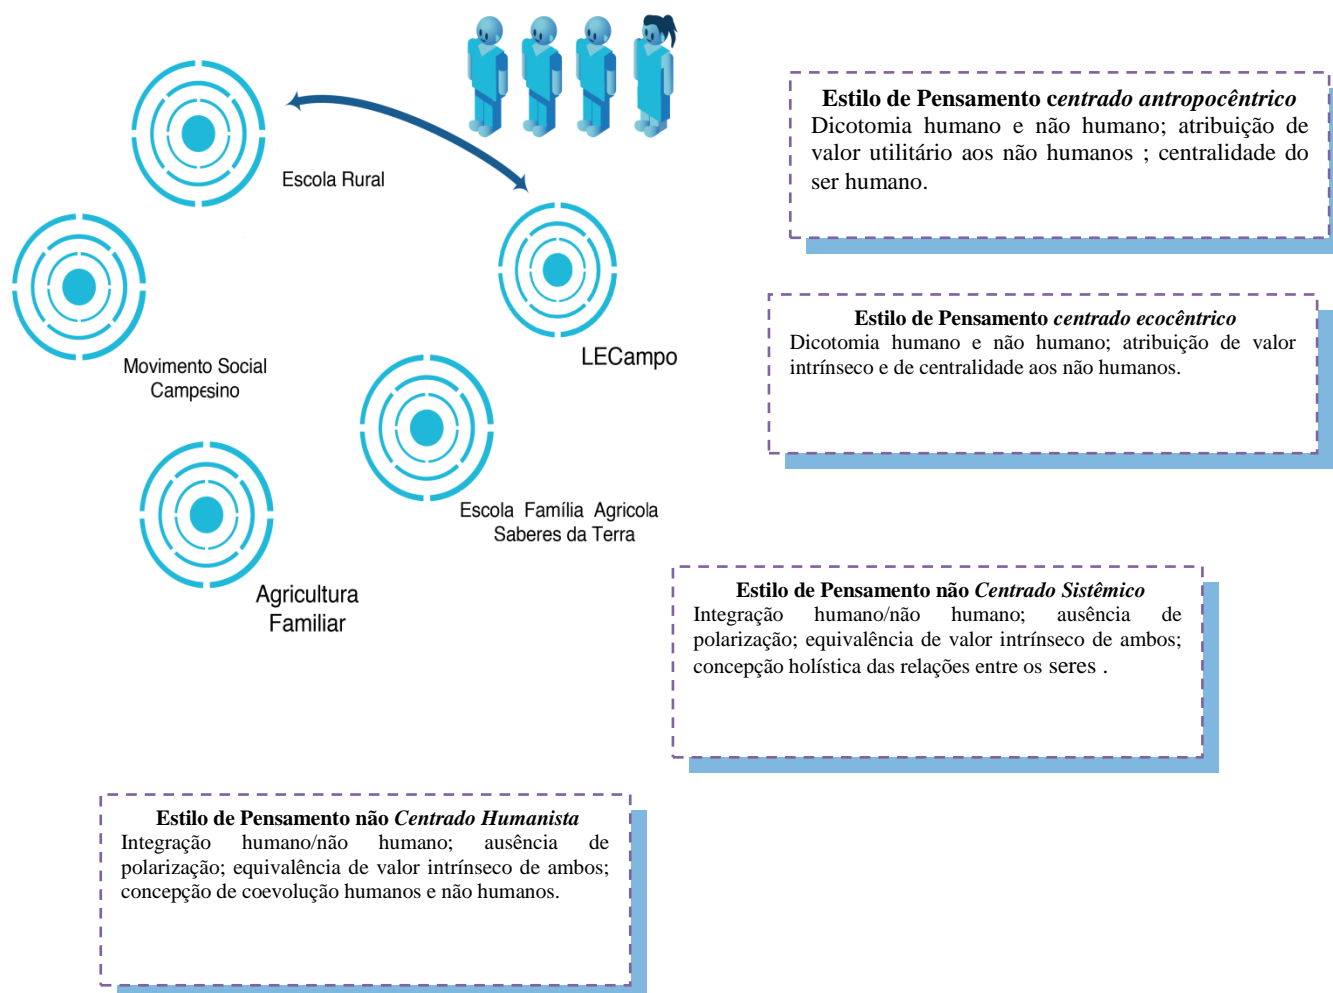 Escola Rural
Movimento Social
Campesino
LECampo
Escola Família Agricola
Saberes da Terra
Agricultura
Familiar
Estilo de Pensamento centrado antropocêntrico
Dicotomia humano e não humano; atribuição de
valor utilitário aos não humanos ; centralidade do
ser humano.
Estilo de Pensamento centrado ecocêntrico
Dicotomia humano e não humano; atribuição de valor
intrínseco e de centralidade aos não humanos.
Estilo de Pensamento não Centrado Sistêmico
Integração humano/não humano; ausência de
polarização; equivalência de valor intrínseco de ambos;
concepção holística das relações entre os seres .
Estilo de Pensamento não Centrado Humanista
Integração humano/não humano; ausência de
polarização; equivalência de valor intrínseco de ambos;
concepção de coevolução humanos e não humanos.